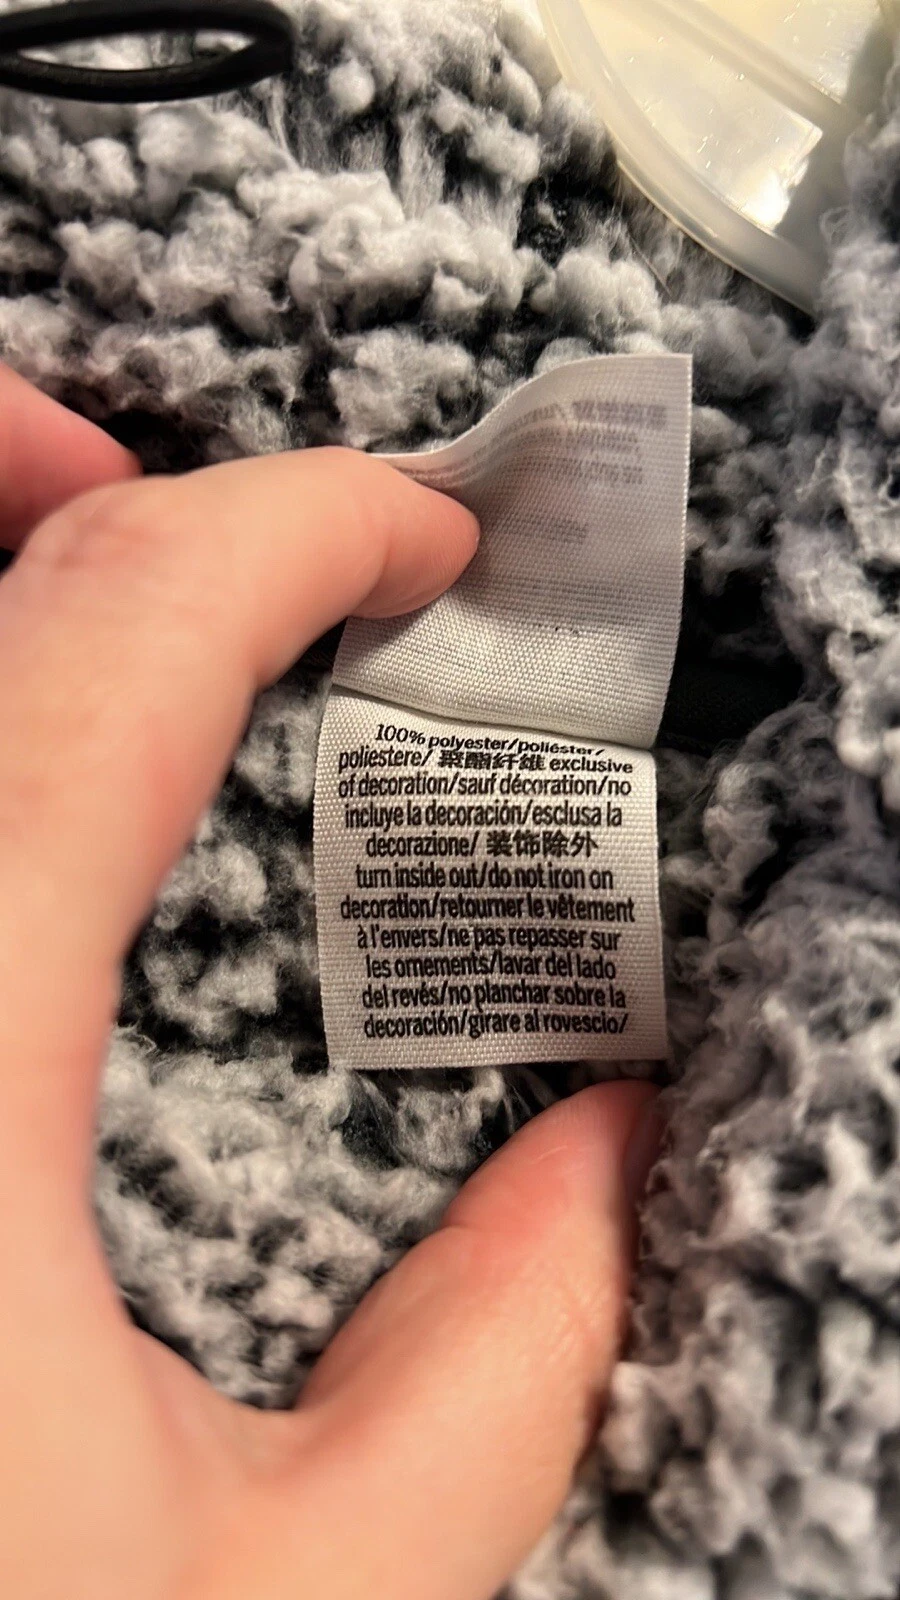 100% polyester/poliéster/
poliestere/ 聚酯纤维 exclusive
of decoration/sauf décoration/no
incluye la decoración/esclusa la
decorazione/ 装饰除外
turn inside out/do not iron on
decoration/retourner le vêtement
à l'envers/ne pas repasser sur
les ornements/lavar del lado
del revés/no planchar sobre la
decoración/girare al rovescio/